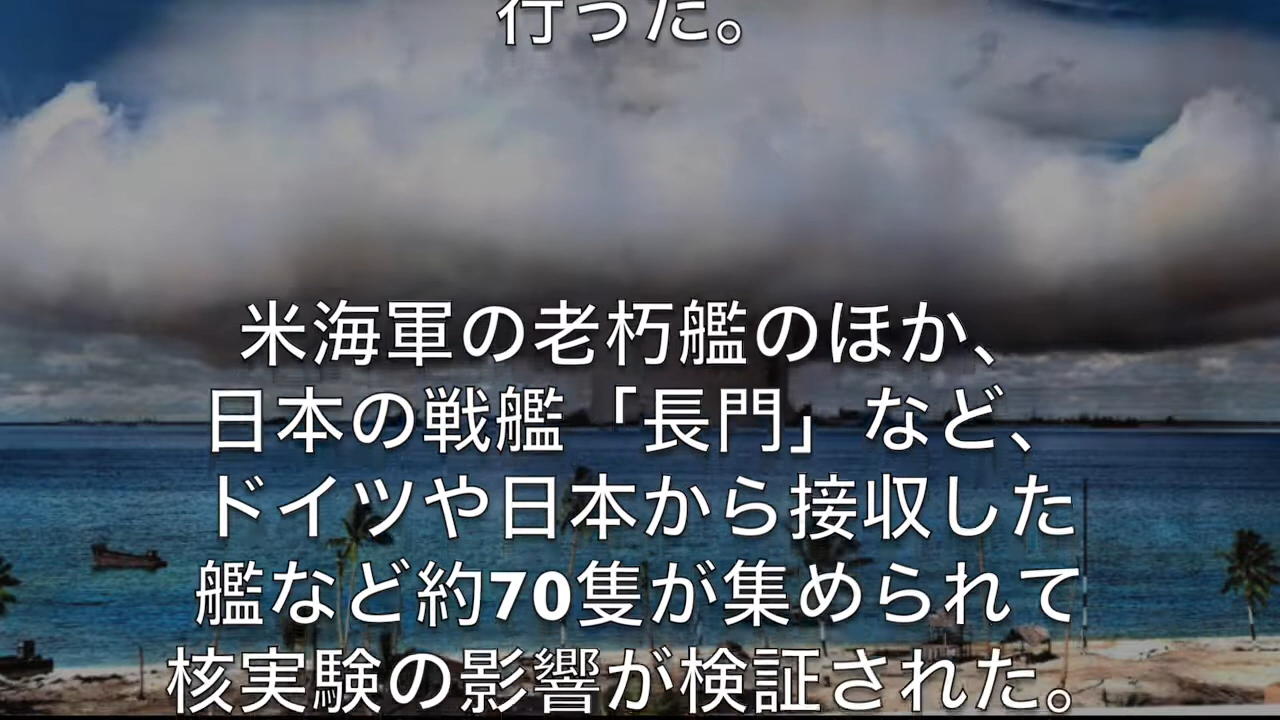 行った。
米海軍の老朽艦のほか、
日本の戦艦「長門」など、
ドイツや日本から接収した
艦など約70隻が集められて
核実験の影響が検証された。